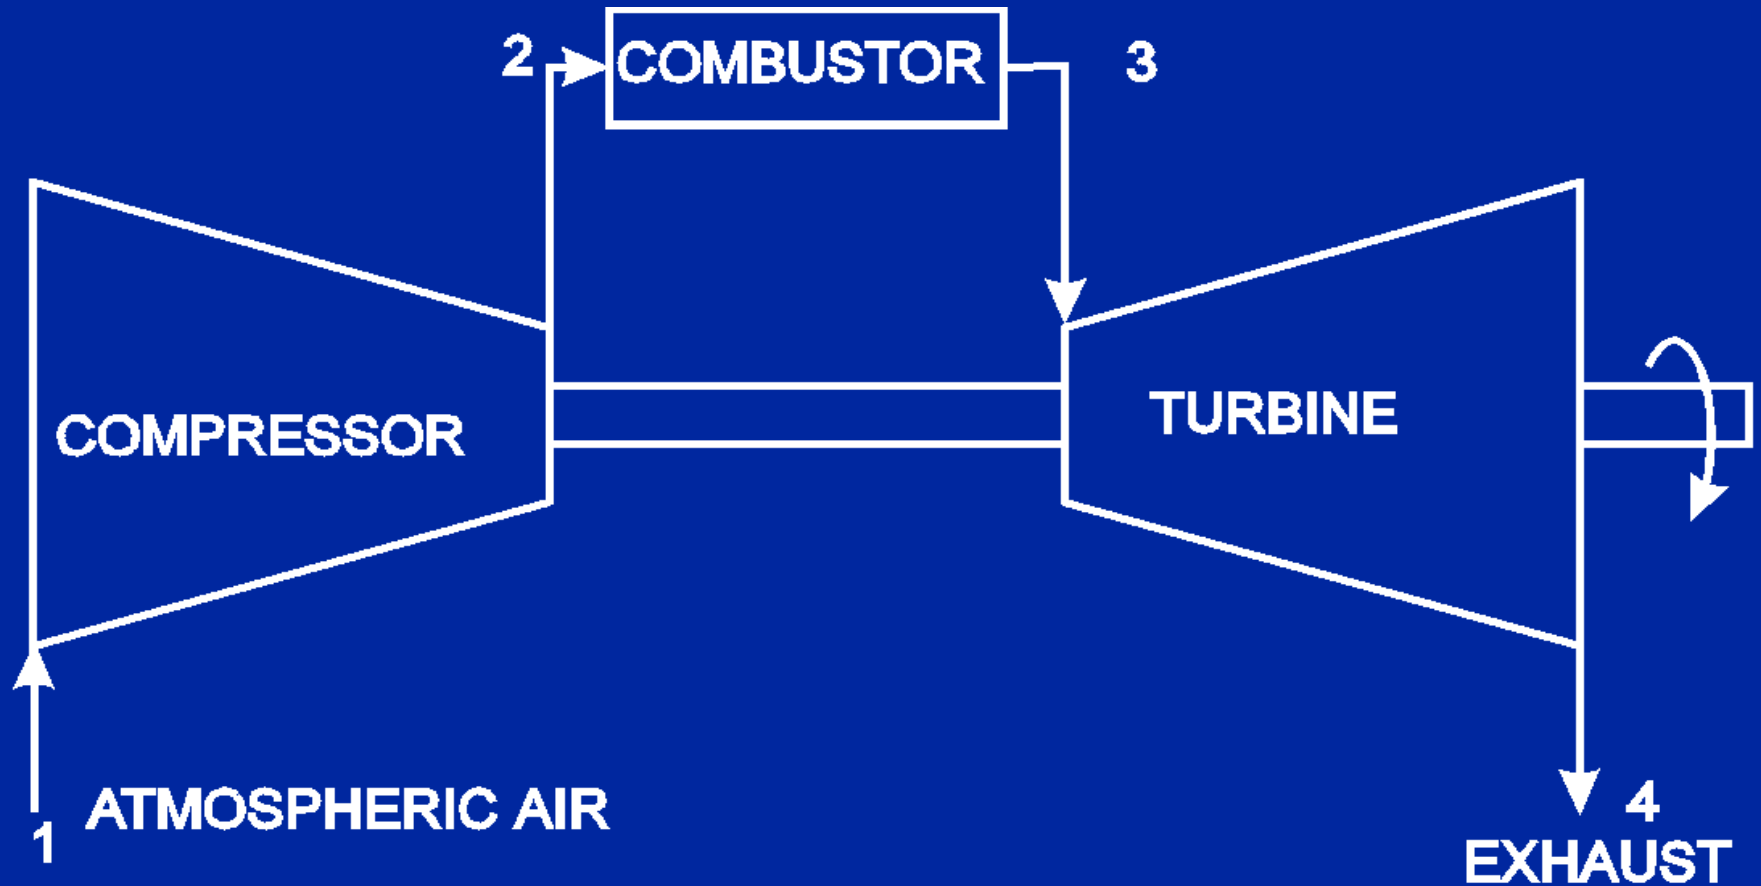 2
COMBUSTOR
3
COMPRESSOR
TURBINE
1
ATMOSPHERIC AIR
4
EXHAUST